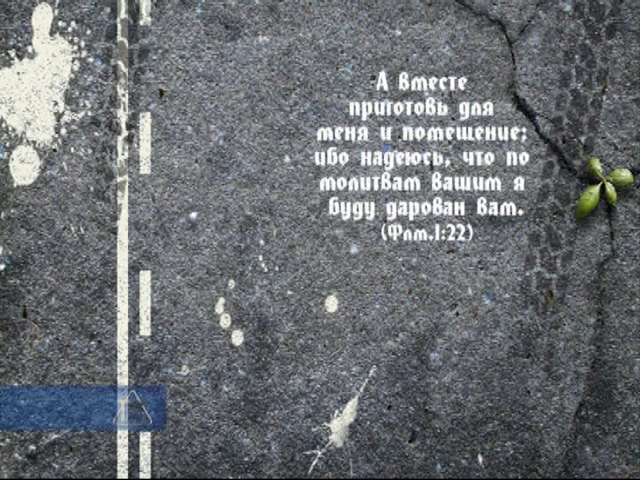 А вместе
приготовь для
меня и помещение;
ибо надеюсь, что по
молитвам вашим я
буду дарован вам.
(Флм.1:22)